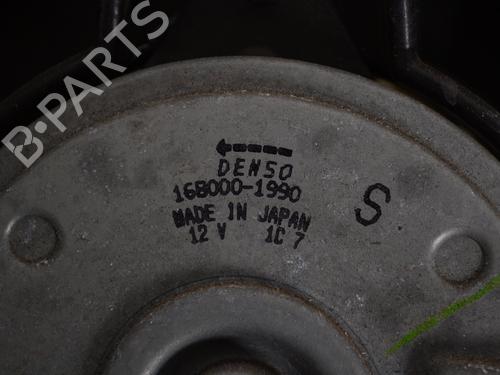 B-PARTS
DENSO
168000-1990
MADE IN JAPAN
12 V 1C 7
S